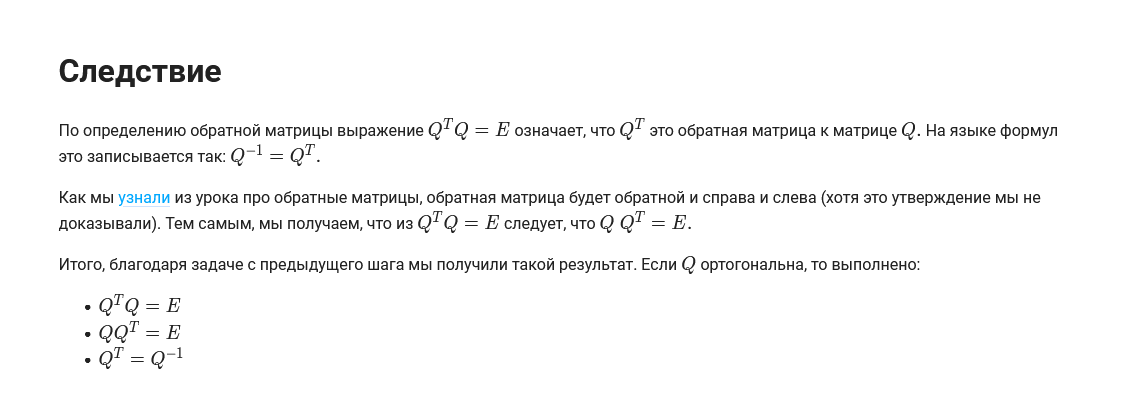 Следствие
По определению обратной матрицы выражение $Q^TQ = E$ означает, что $Q^T$ это обратная матрица к матрице $Q$. На языке формул
это записывается так: $Q^{-1} = Q^T$.
Как мы узнали из урока про обратные матрицы, обратная матрица будет обратной и справа и слева (хотя это утверждение мы не
доказывали). Тем самым, мы получаем, что из $Q^TQ = E$ следует, что $Q\ Q^T = E$.
Итого, благодаря задаче с предыдущего шага мы получили такой результат. Если $Q$ ортогональна, то выполнено:
• $Q^TQ = E$
• $QQ^T = E$
• $Q^T = Q^{-1}$